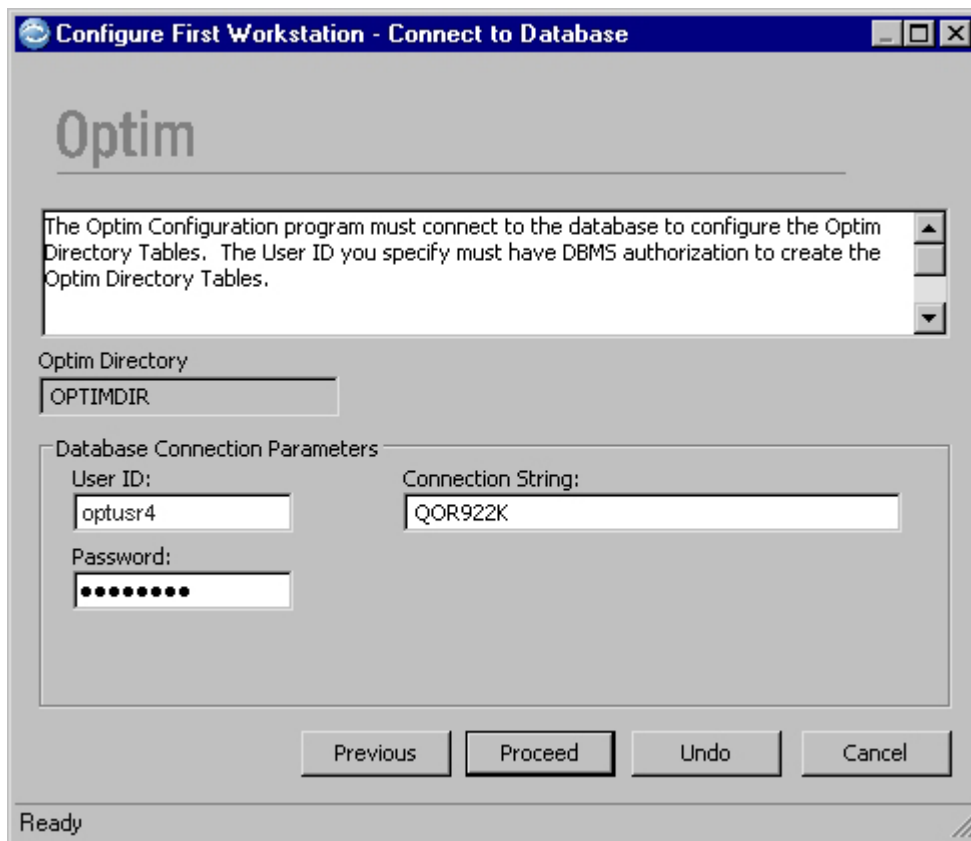 Configure First Workstation - Connect to Database
Optim
The Optim Configuration program must connect to the database to configure the Optim
Directory Tables.  The User ID you specify must have DBMS authorization to create the
Optim Directory Tables.
Optim Directory
OPTIMDIR
Database Connection Parameters
User ID:
Connection String:
optusr4
QOR922K
Password:
●●●●●●●●
Previous
Proceed
Undo
Cancel
Ready